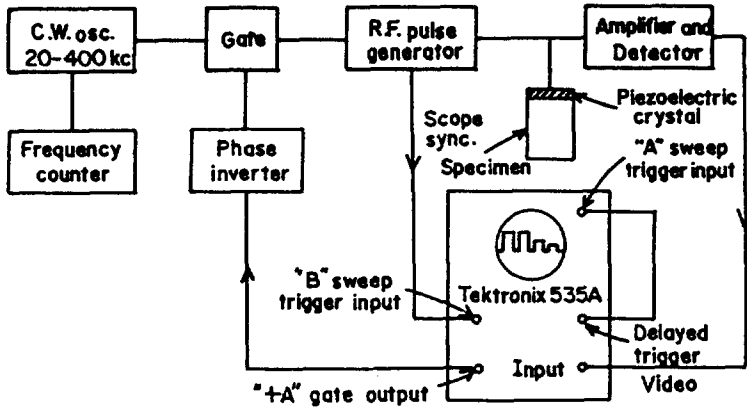 C.W. osc.
20-400 kc
Gate
R.F. pulse
generator
Amplifier and
Detector
Frequency
counter
Phase
inverter
Scope
sync.
Specimen
Piezoelectric
crystal
"A" sweep
trigger input
"B" sweep
trigger input
Tektronix 535A
Delayed
trigger
"+A" gate output
Input
Video